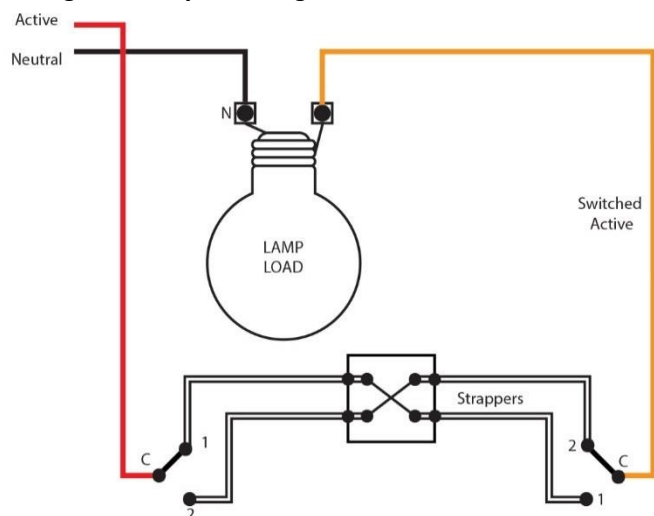 Active
Neutral
N
LAMP
LOAD
Switched
Active
Strappers
1
C
2
2
C
1